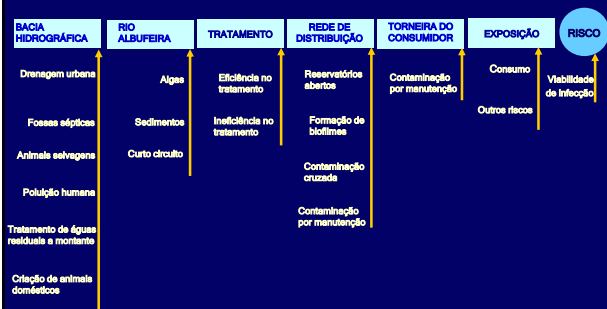 BACIA
HIDROGRÁFICA
RIO
ALBUFEIRA
TRATAMENTO
REDE DE
DISTRIBUIÇÃO
TORNEIRA DO
CONSUMIDOR
EXPOSIÇÃO
RISCO
Drenagem urbana
Fossas sépticas
Animais selvagens
Poluição humana
Tratamento de águas
residuais a montante
Criação de animais
domésticos
Algas
Sedimentos
Curto circuito
Eficiência no
tratamento
Ineficiência no
tratamento
Reservatórios
abertos
Formação de
biofilmes
Contaminação
cruzada
Contaminação
por manutenção
Contaminação
por manutenção
Consumo
Outros riscos
Viabilidade
de infecção